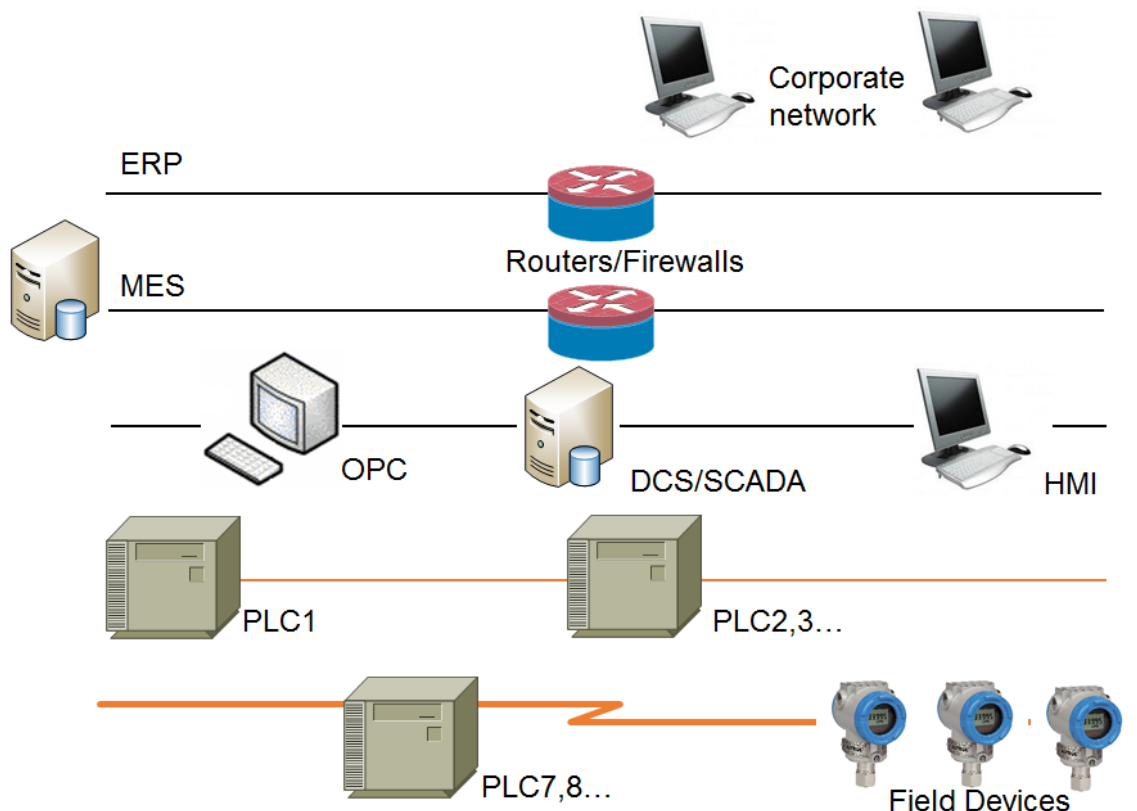 Corporate
network
ERP
Routers/Firewalls
MES
OPC
DCS/SCADA
HMI
PLC1
PLC2,3...
PLC7,8...
Field Devices